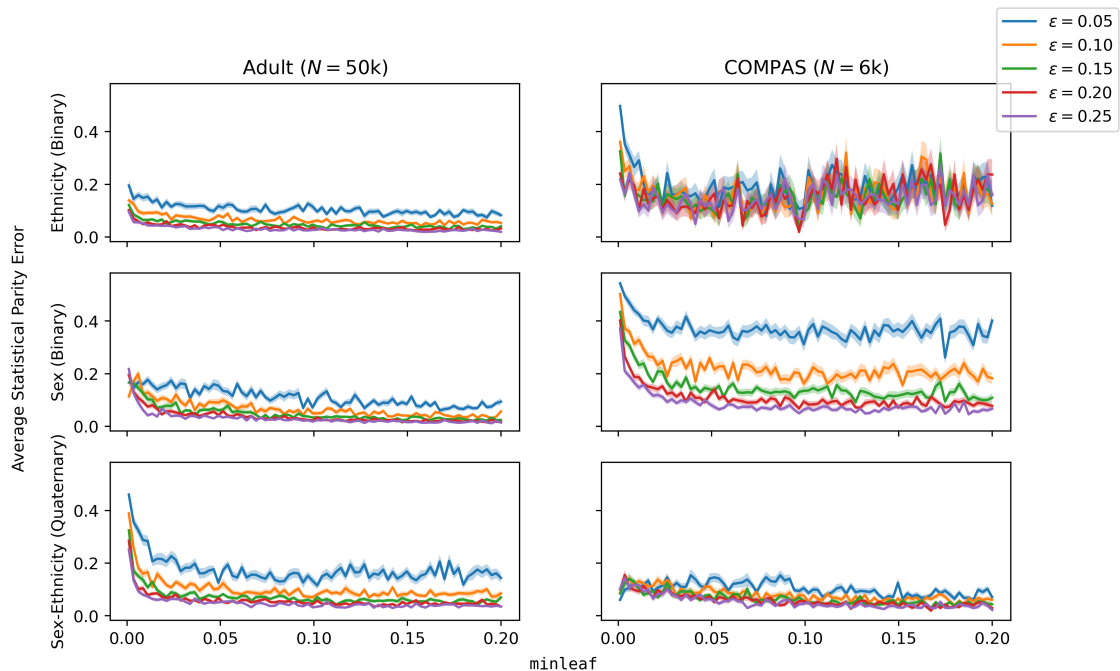 ε = 0.05
ε = 0.10
ε = 0.15
ε = 0.20
ε = 0.25
Adult (N = 50k)
COMPAS (N = 6k)
Average Statistical Parity Error
Ethnicity (Binary)
0.4
0.2
0.0
Sex (Binary)
0.4
0.2
0.0
Sex-Ethnicity (Quaternary)
0.4
0.2
0.0
0.00 0.05 0.10 0.15 0.20
0.00 0.05 0.10 0.15 0.20
minleaf